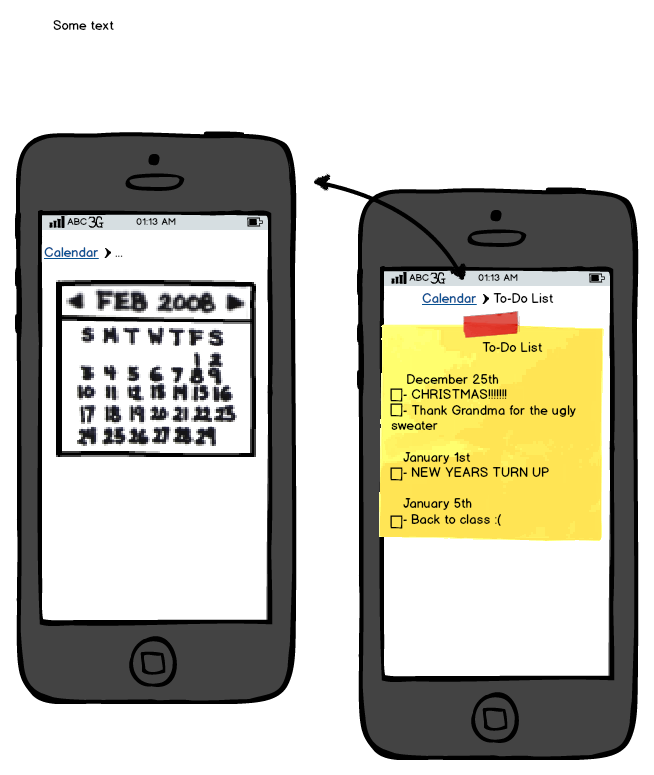 Some text
ABC 3G 01:13 AM
Calendar > ...
FEB 2008
S M T W T F S
1 2
3 4 5 6 7 8 9
10 11 12 13 14 15 16
17 18 19 20 21 22 23
24 25 26 27 28 29
ABC 3G 01:13 AM
Calendar > To-Do List
To-Do List
December 25th
- CHRISTMAS!!!!!!!
- Thank Grandma for the ugly
sweater
January 1st
- NEW YEARS TURN UP
January 5th
- Back to class :(